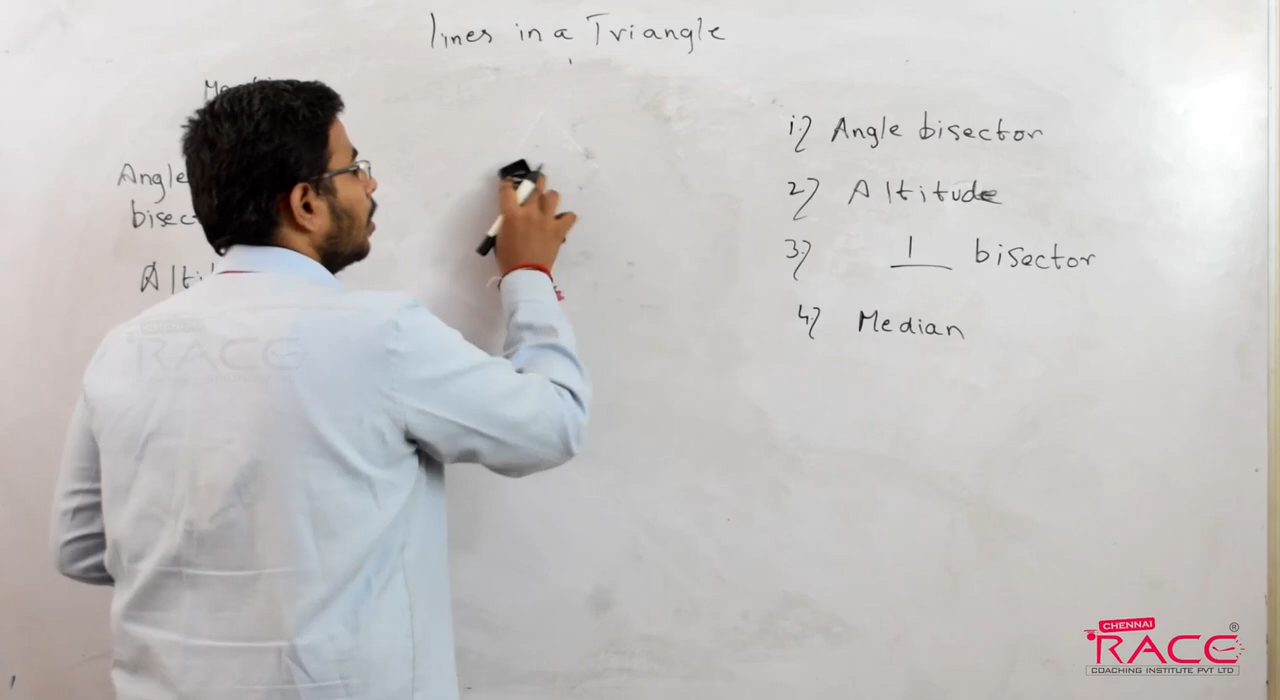 lines in a Triangle
Angle
1) Angle bisector
2) Altitude
3) ⊥ bisector
4) Median
RACE
CHENNAI
RACE
COACHING INSTITUTE PVT LTD